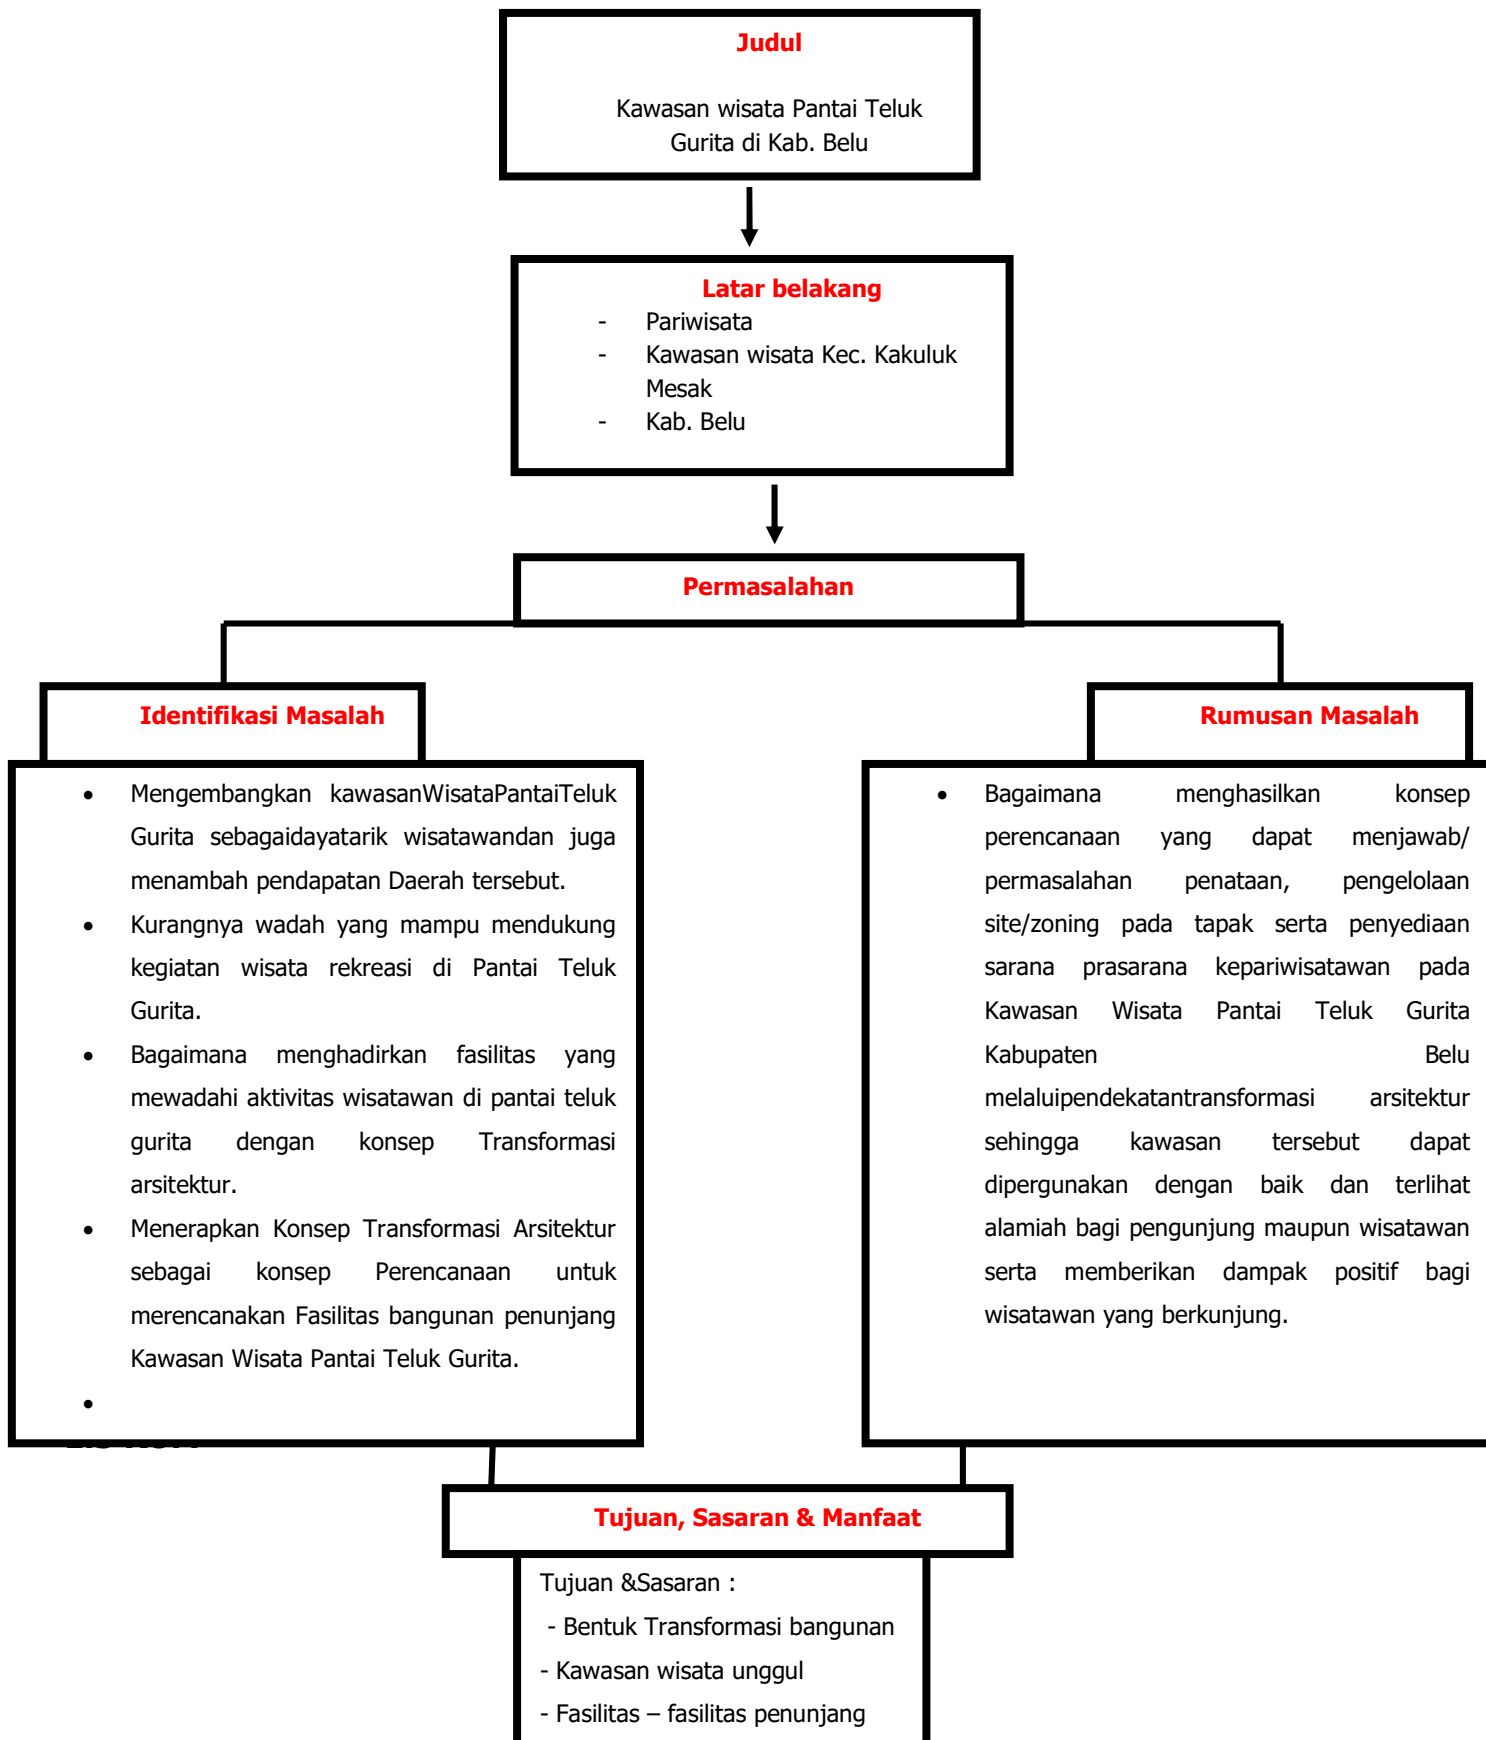 Judul
Kawasan wisata Pantai Teluk
Gurita di Kab. Belu
Latar belakang
- Pariwisata
- Kawasan wisata Kec. Kakuluk
Mesak
- Kab. Belu
Permasalahan
Identifikasi Masalah
• Mengembangkan kawasanWisataPantaiTeluk
Gurita sebagaidayatarik wisatawandan juga
menambah pendapatan Daerah tersebut.
• Kurangnya wadah yang mampu mendukung
kegiatan wisata rekreasi di Pantai Teluk
Gurita.
• Bagaimana menghadirkan fasilitas yang
mewadahi aktivitas wisatawan di pantai teluk
gurita dengan konsep Transformasi
arsitektur.
• Menerapkan Konsep Transformasi Arsitektur
sebagai konsep Perencanaan untuk
merencanakan Fasilitas bangunan penunjang
Kawasan Wisata Pantai Teluk Gurita.
•
Rumusan Masalah
• Bagaimana menghasilkan konsep
perencanaan yang dapat menjawab/
permasalahan penataan, pengelolaan
site/zoning pada tapak serta penyediaan
sarana prasarana kepariwisatawan pada
Kawasan Wisata Pantai Teluk Gurita
Kabupaten Belu
melaluipendekatantransformasi arsitektur
sehingga kawasan tersebut dapat
dipergunakan dengan baik dan terlihat
alamiah bagi pengunjung maupun wisatawan
serta memberikan dampak positif bagi
wisatawan yang berkunjung.
Tujuan, Sasaran & Manfaat
Tujuan &Sasaran :
- Bentuk Transformasi bangunan
- Kawasan wisata unggul
- Fasilitas – fasilitas penunjang